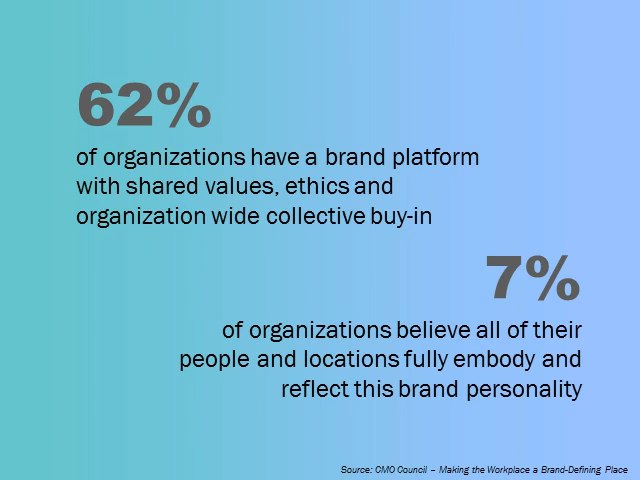 62%
of organizations have a brand platform
with shared values, ethics and
organization wide collective buy-in
7%
of organizations believe all of their
people and locations fully embody and
reflect this brand personality
Source: CMO Council – Making the Workplace a Brand-Defining Place